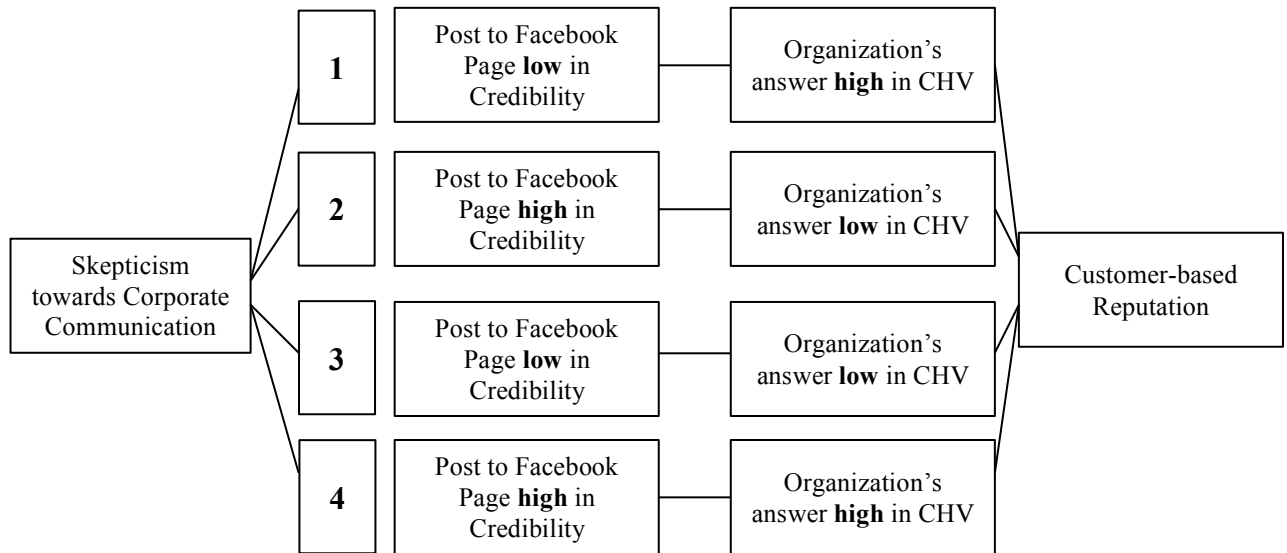 1
Post to Facebook
Page low in
Credibility
Organization’s
answer high in CHV
2
Post to Facebook
Page high in
Credibility
Organization’s
answer low in CHV
Skepticism
towards Corporate
Communication
Customer-based
Reputation
3
Post to Facebook
Page low in
Credibility
Organization’s
answer low in CHV
4
Post to Facebook
Page high in
Credibility
Organization’s
answer high in CHV